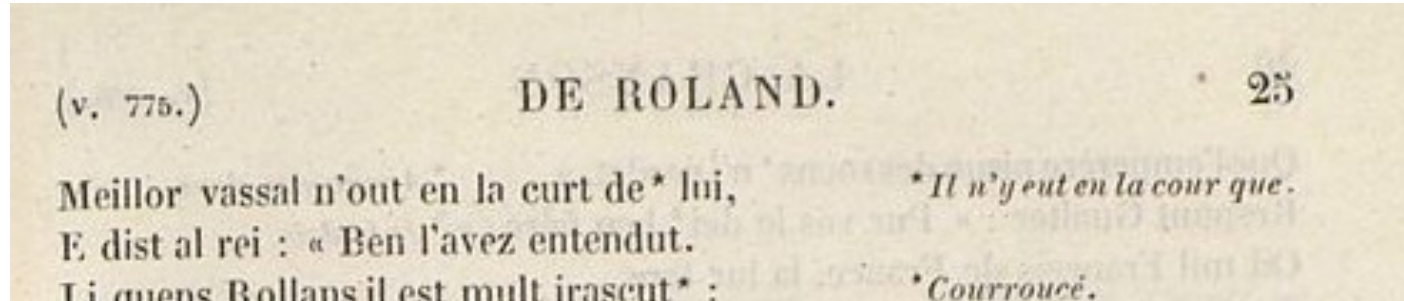 (v. 775.) DE ROLAND. 25
Meillor vassal n'out en la curt de* lui, *Il n'y eut en la cour que.
E dist al rei : « Ben l'avez entendut.
Li quens Rollans il est mult irascut* : *Courroucé.